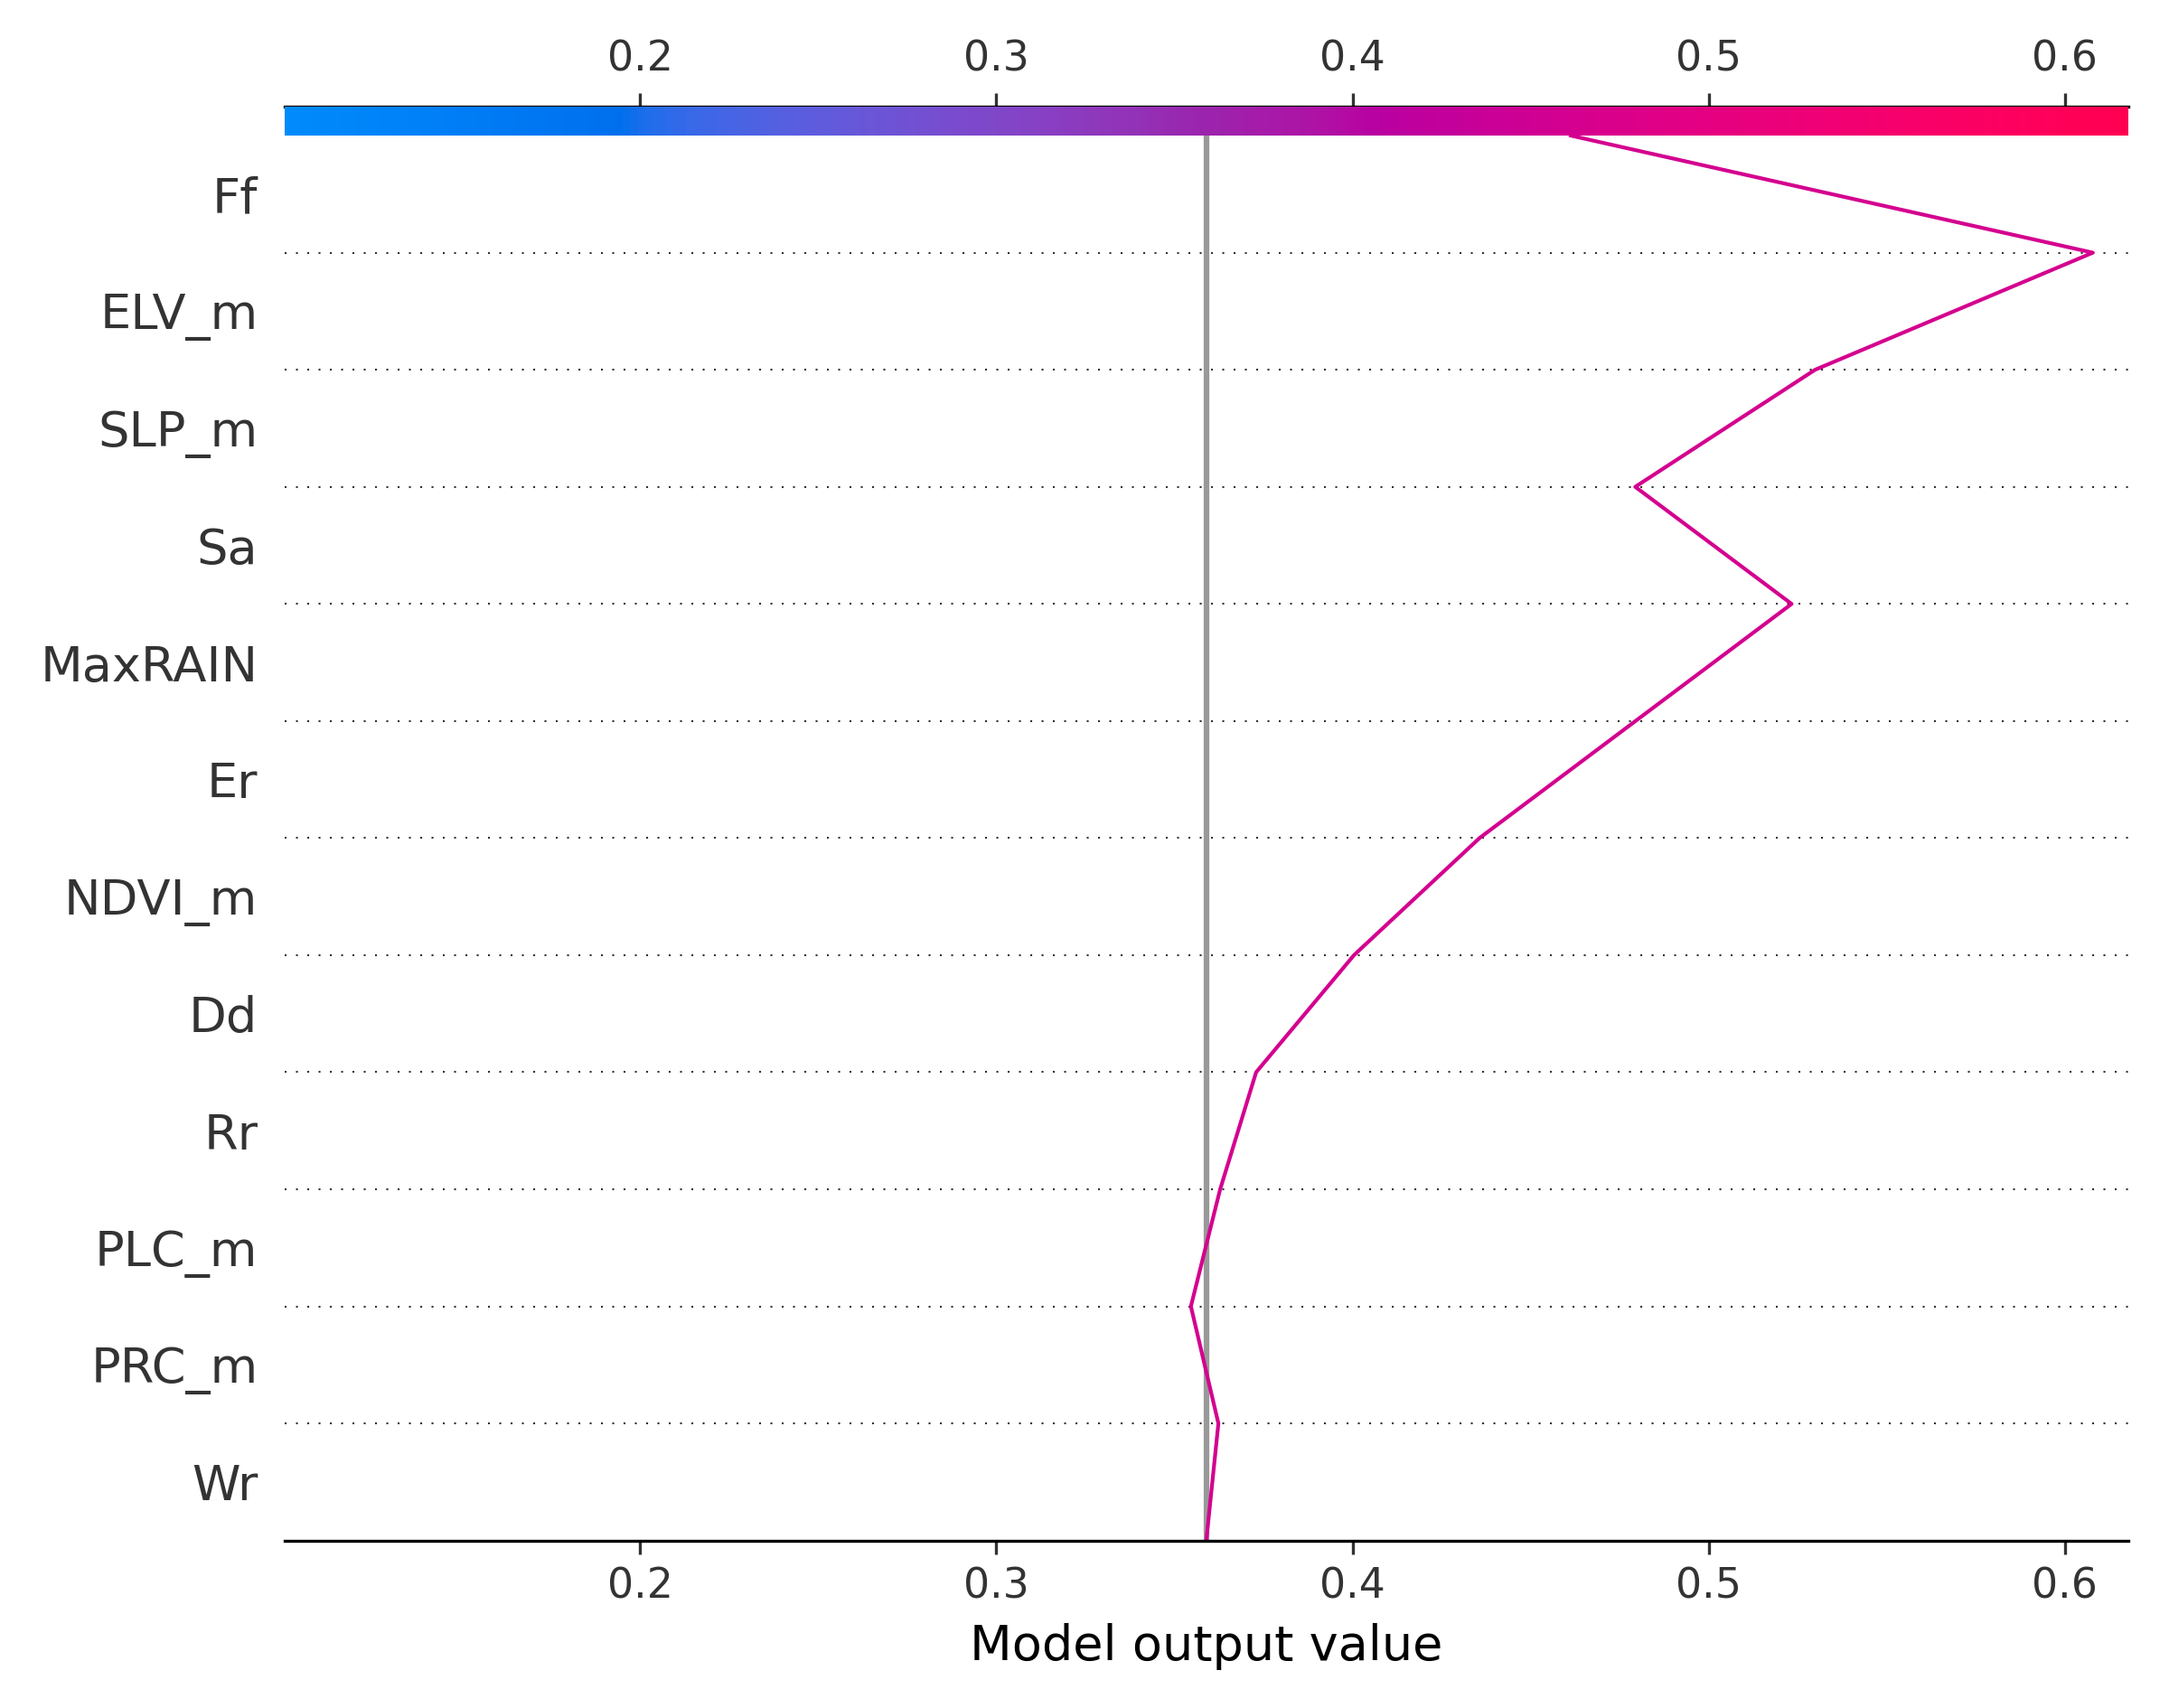 0.2 0.3 0.4 0.5 0.6
Ff
ELV_m
SLP_m
Sa
MaxRAIN
Er
NDVI_m
Dd
Rr
PLC_m
PRC_m
Wr
0.2 0.3 0.4 0.5 0.6
Model output value